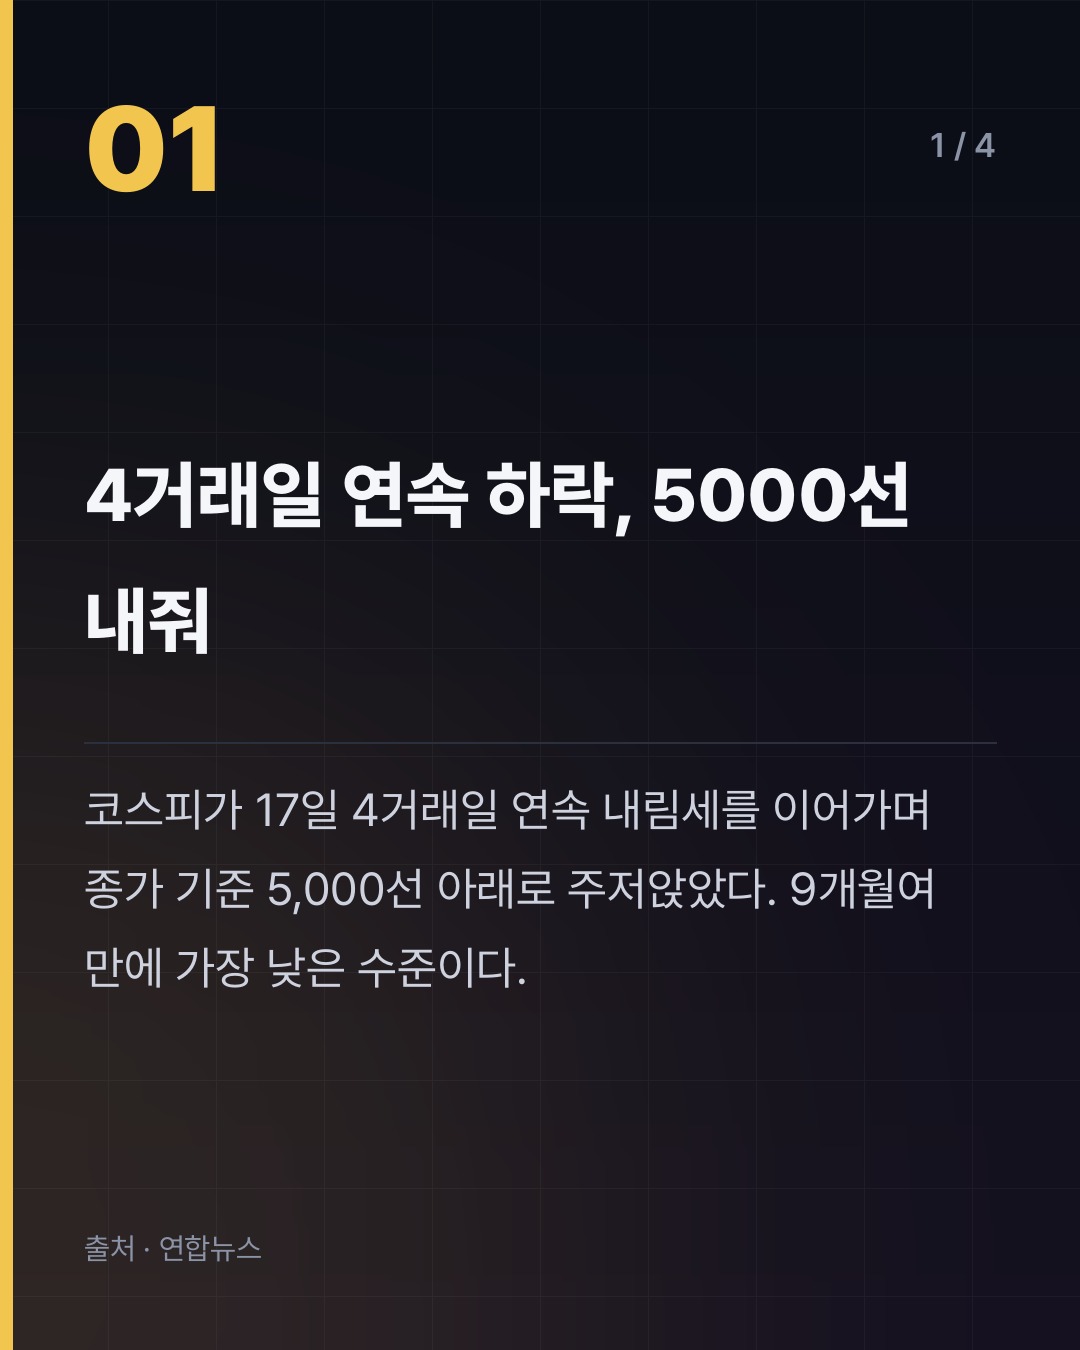 01
1 / 4
4거래일 연속 하락, 5000선
내줘
코스피가 17일 4거래일 연속 내림세를 이어가며
종가 기준 5,000선 아래로 주저앉았다. 9개월여
만에 가장 낮은 수준이다.
출처 · 연합뉴스